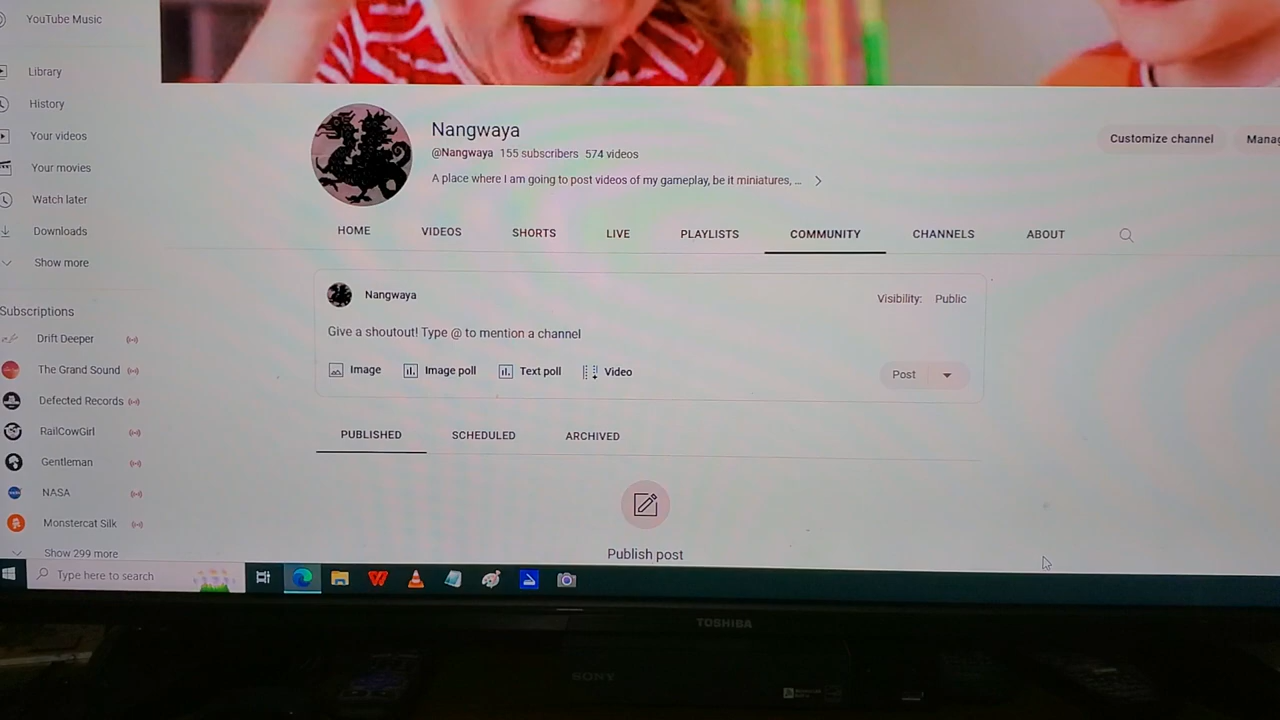 YouTube Music
Library
History
Your videos
Your movies
Watch later
Downloads
Show more
Subscriptions
Drift Deeper
The Grand Sound
Defected Records
RailCowGirl
Gentleman
NASA
Monstercat Silk
Show 299 more
Nangwaya
@Nangwaya 155 subscribers 574 videos
A place where I am going to post videos of my gameplay, be it miniatures, ...
Customize channel
Manag
HOME VIDEOS SHORTS LIVE PLAYLISTS COMMUNITY CHANNELS ABOUT
Nangwaya
Visibility: Public
Give a shoutout! Type @ to mention a channel
Image Image poll Text poll Video
Post
PUBLISHED SCHEDULED ARCHIVED
Publish post
Type here to search
TOSHIBA
SONY